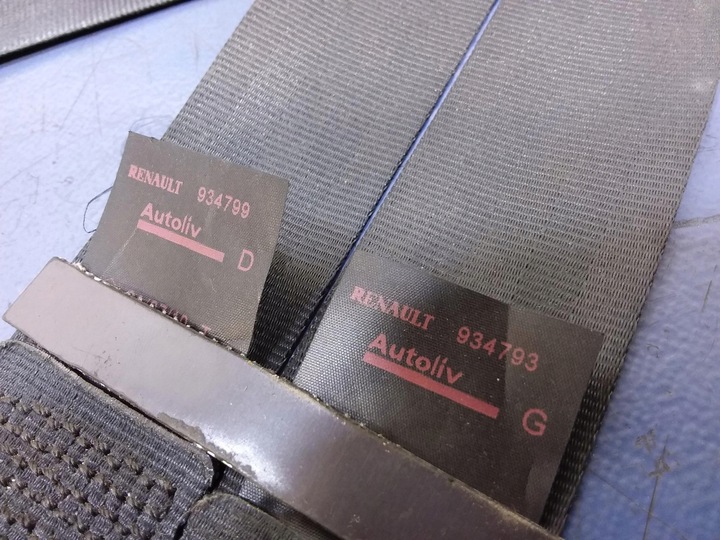 RENAULT 934799
Autoliv
D
RENAULT 934793
Autoliv
G